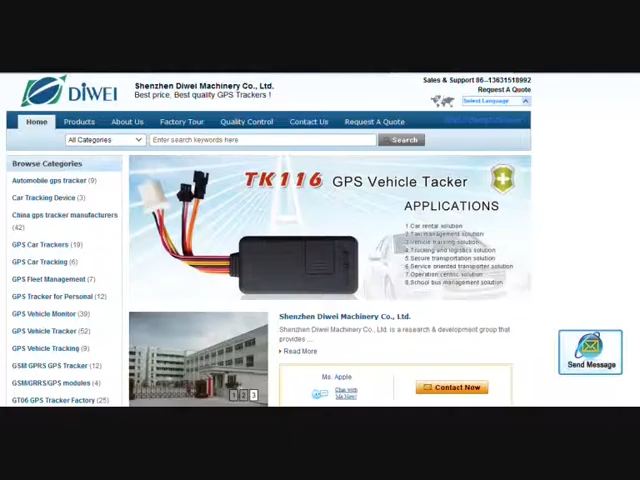 DiWEI
Shenzhen Diwei Machinery Co., Ltd.
Best price, Best quality GPS Trackers !
Sales & Support 86--13631518992
Request A Quote
Select Language
Home
Products
About Us
Factory Tour
Quality Control
Contact Us
Request A Quote
All Categories
Enter search keywords here
Search
Browse Categories
Automobile gps tracker (9)
Car Tracking Device (3)
China gps tracker manufacturers
(42)
GPS Car Trackers (19)
GPS Car Tracking (6)
GPS Fleet Management (7)
GPS Tracker for Personal (12)
GPS Vehicle Monitor (39)
GPS Vehicle Tracker (52)
GPS Vehicle Tracking (9)
GSM GPRS GPS Tracker (12)
GSM/GRRS/GPS modules (4)
GT06 GPS Tracker Factory (25)
TK116 GPS Vehicle Tacker
APPLICATIONS
1.Car rental solution
2.Taxi management solution
3.Vehicle tracking solution
4.Trucking and logistics solution
5.Secure transportation solution
6.Service oriented transporter solution
7.Operation centric solution
8.School bus management solution
1 2 3
Shenzhen Diwei Machinery Co., Ltd.
Shenzhen Diwei Machinery Co., Ltd. is a research & development group that
provides ....
Read More
Ms. Apple
Chat with
Me Now!
Contact Now
Send Message